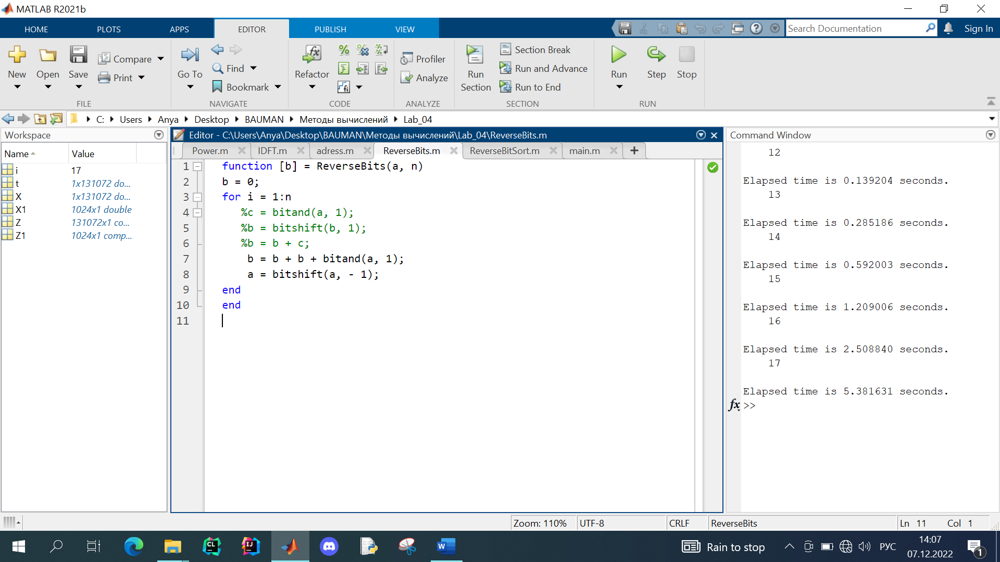 MATLAB R2021b
HOME PLOTS APPS EDITOR PUBLISH VIEW Search Documentation Sign In
New Open Save Compare Print Go To Find Bookmark Refactor Profiler Analyze Run Section Section Break Run and Advance Run to End Run Step Stop
FILE NAVIGATE CODE ANALYZE SECTION RUN
C: Users Anya Desktop BAUMAN Методы вычислений Lab_04
Workspace
Name Value
i 17
t 1x131072 do...
X 1x131072 do...
X1 1024x1 double
Z 131072x1 co...
Z1 1024x1 comp...
Editor - C:\Users\Anya\Desktop\BAUMAN\Методы вычислений\Lab_04\ReverseBits.m
Power.m IDFT.m adress.m ReverseBits.m ReverseBitSort.m main.m
1 function [b] = ReverseBits(a, n)
2 b = 0;
3 for i = 1:n
4 %c = bitand(a, 1);
5 %b = bitshift(b, 1);
6 %b = b + c;
7 b = b + b + bitand(a, 1);
8 a = bitshift(a, - 1);
9 end
10 end
11
Command Window
12
Elapsed time is 0.139204 seconds.
13
Elapsed time is 0.285186 seconds.
14
Elapsed time is 0.592003 seconds.
15
Elapsed time is 1.209006 seconds.
16
Elapsed time is 2.508840 seconds.
17
Elapsed time is 5.381631 seconds.
fx >>
Zoom: 110% UTF-8 CRLF ReverseBits Ln 11 Col 1
CL IJ W Rain to stop РУС 14:07
07.12.2022 1